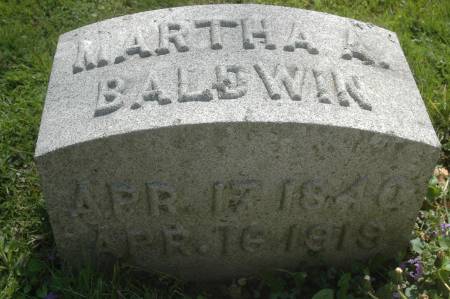 MARTHA A.
BALDWIN
APR. 17 1840
APR. 16 1919